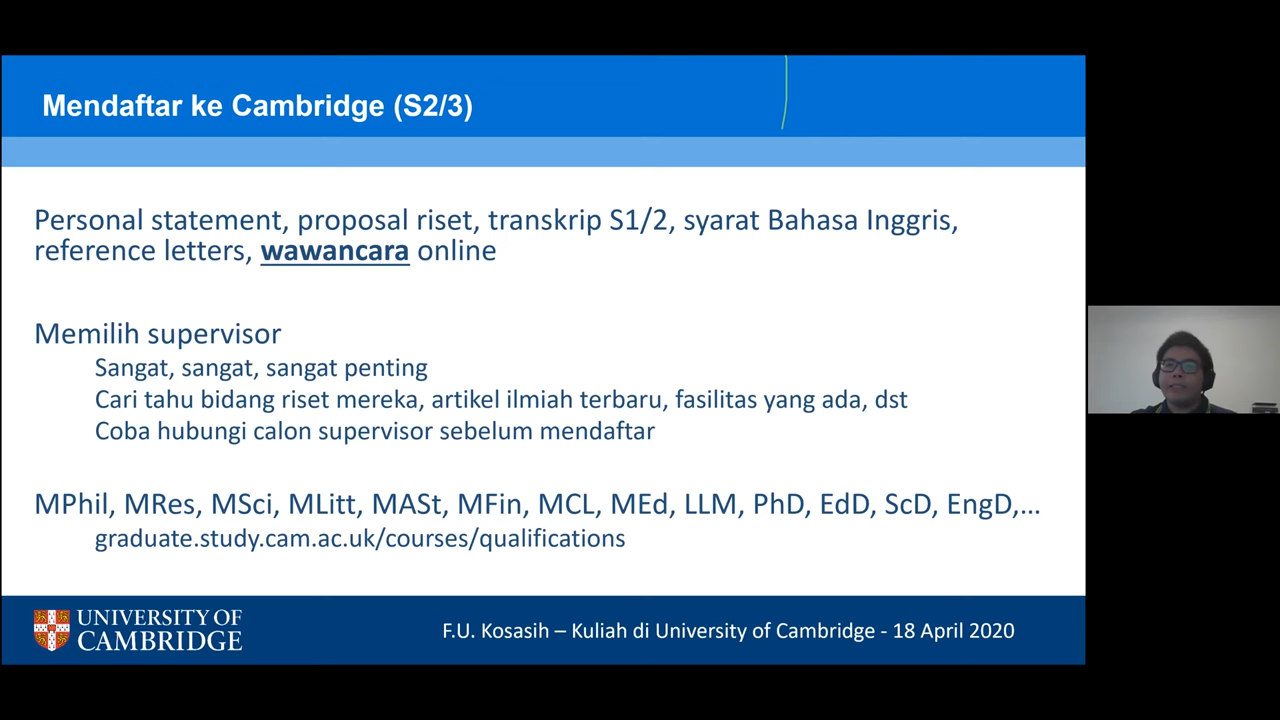 Mendaftar ke Cambridge (S2/3)
Personal statement, proposal riset, transkrip S1/2, syarat Bahasa Inggris,
reference letters, wawancara online
Memilih supervisor
Sangat, sangat, sangat penting
Cari tahu bidang riset mereka, artikel ilmiah terbaru, fasilitas yang ada, dst
Coba hubungi calon supervisor sebelum mendaftar
MPhil, MRes, MSci, MLitt, MASt, MFin, MCL, MEd, LLM, PhD, EdD, ScD, EngD,...
graduate.study.cam.ac.uk/courses/qualifications
UNIVERSITY OF
CAMBRIDGE
F.U. Kosasih – Kuliah di University of Cambridge - 18 April 2020